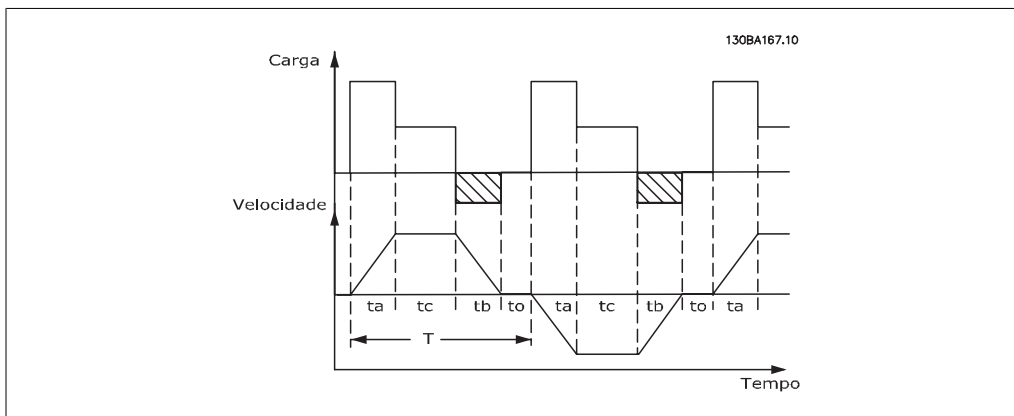 130BA167.10
Carga
Velocidade
ta tc tb to ta tc tb to ta
T
Tempo